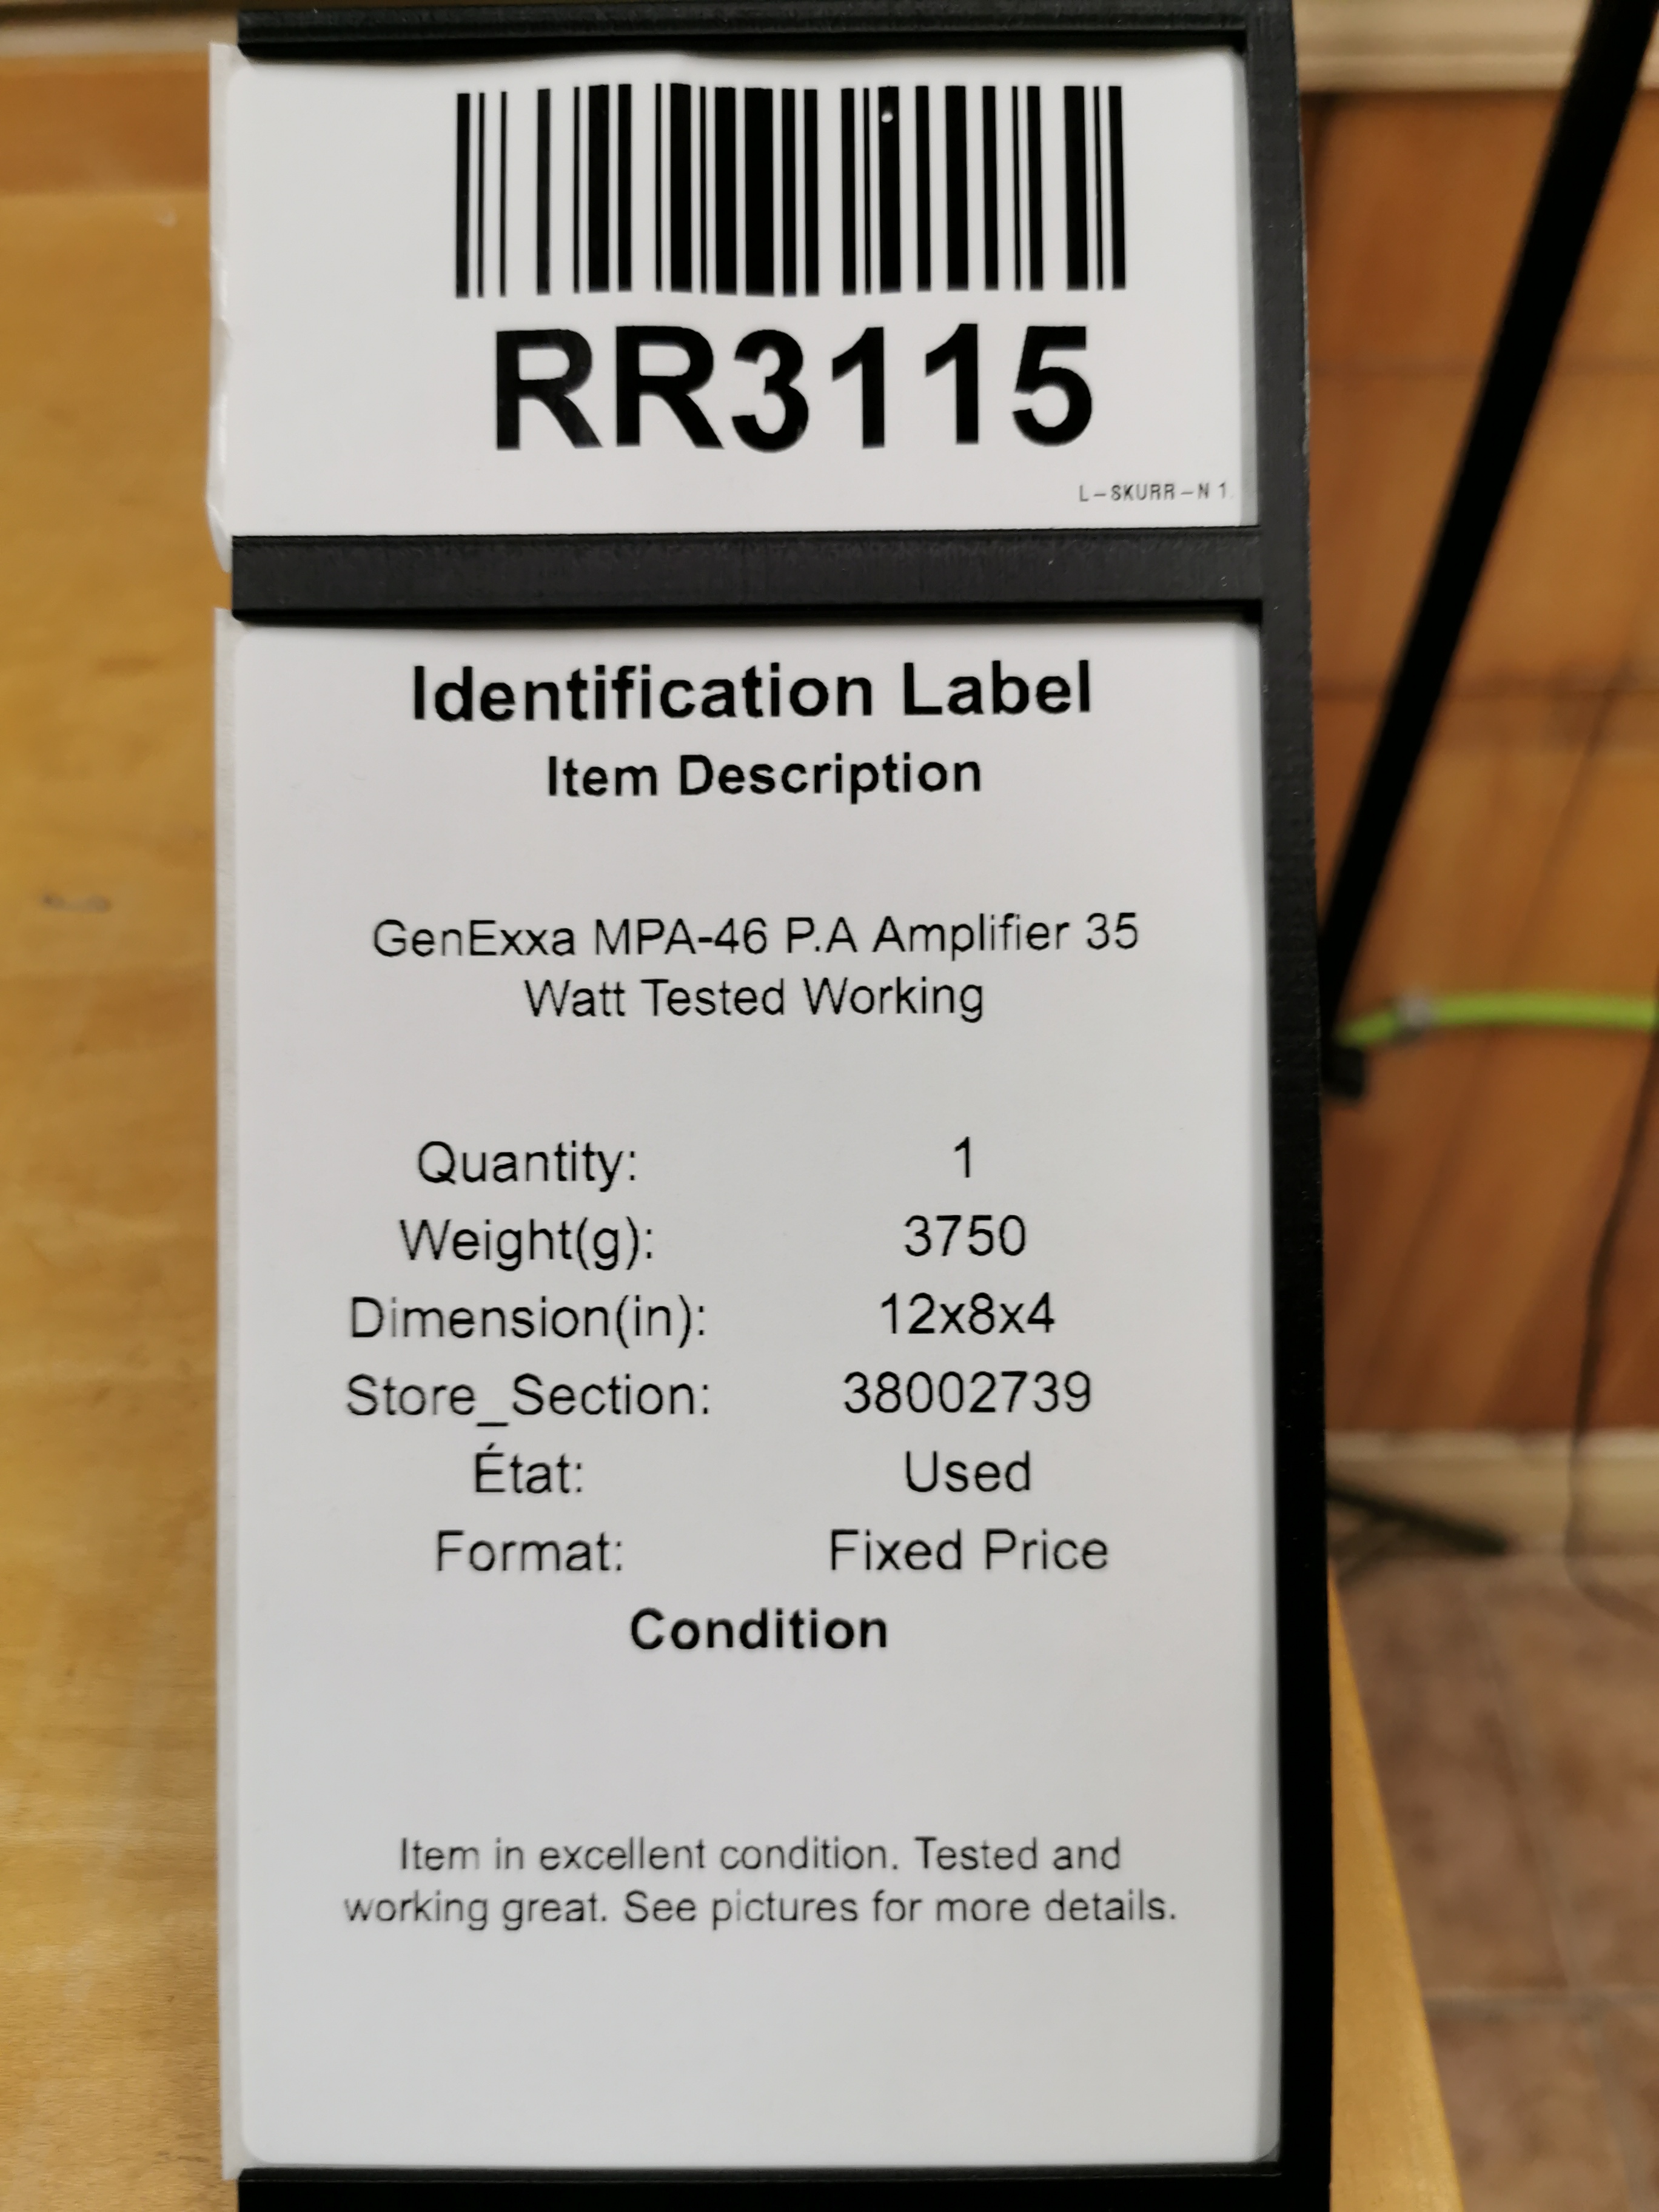 RR3115
L-SKURR-N 1
Identification Label
Item Description
GenExxa MPA-46 P.A Amplifier 35
Watt Tested Working
Quantity: 1
Weight(g): 3750
Dimension(in): 12x8x4
Store_Section: 38002739
État: Used
Format: Fixed Price
Condition
Item in excellent condition. Tested and
working great. See pictures for more details.